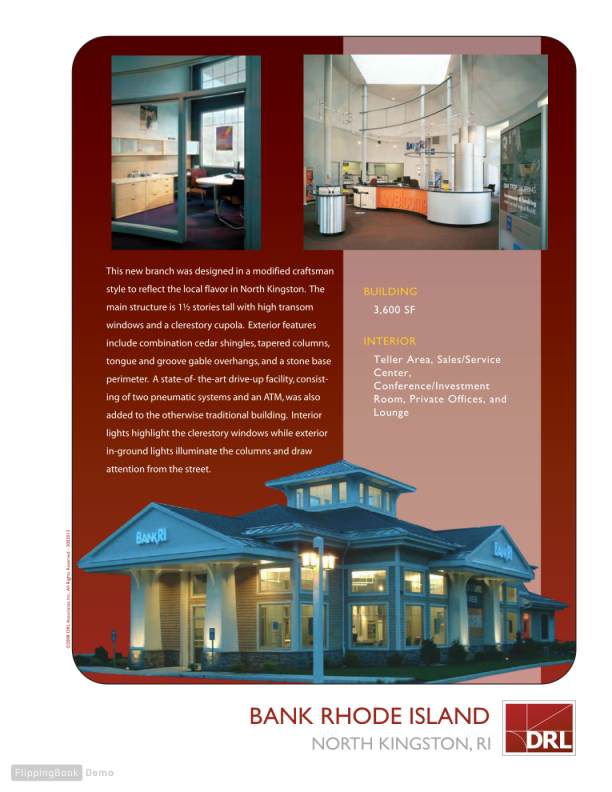 This new branch was designed in a modified craftsman
style to reflect the local flavor in North Kingston. The
main structure is 1½ stories tall with high transom
windows and a clerestory cupola. Exterior features
include combination cedar shingles, tapered columns,
tongue and groove gable overhangs, and a stone base
perimeter. A state-of- the-art drive-up facility, consist-
ing of two pneumatic systems and an ATM, was also
added to the otherwise traditional building. Interior
lights highlight the clerestory windows while exterior
in-ground lights illuminate the columns and draw
attention from the street.
BUILDING
3,600 SF
INTERIOR
Teller Area, Sales/Service
Center,
Conference/Investment
Room, Private Offices, and
Lounge
BANKRI
BANKRI
BANK RHODE ISLAND
NORTH KINGSTON, RI
DRL
FlippingBook Demo